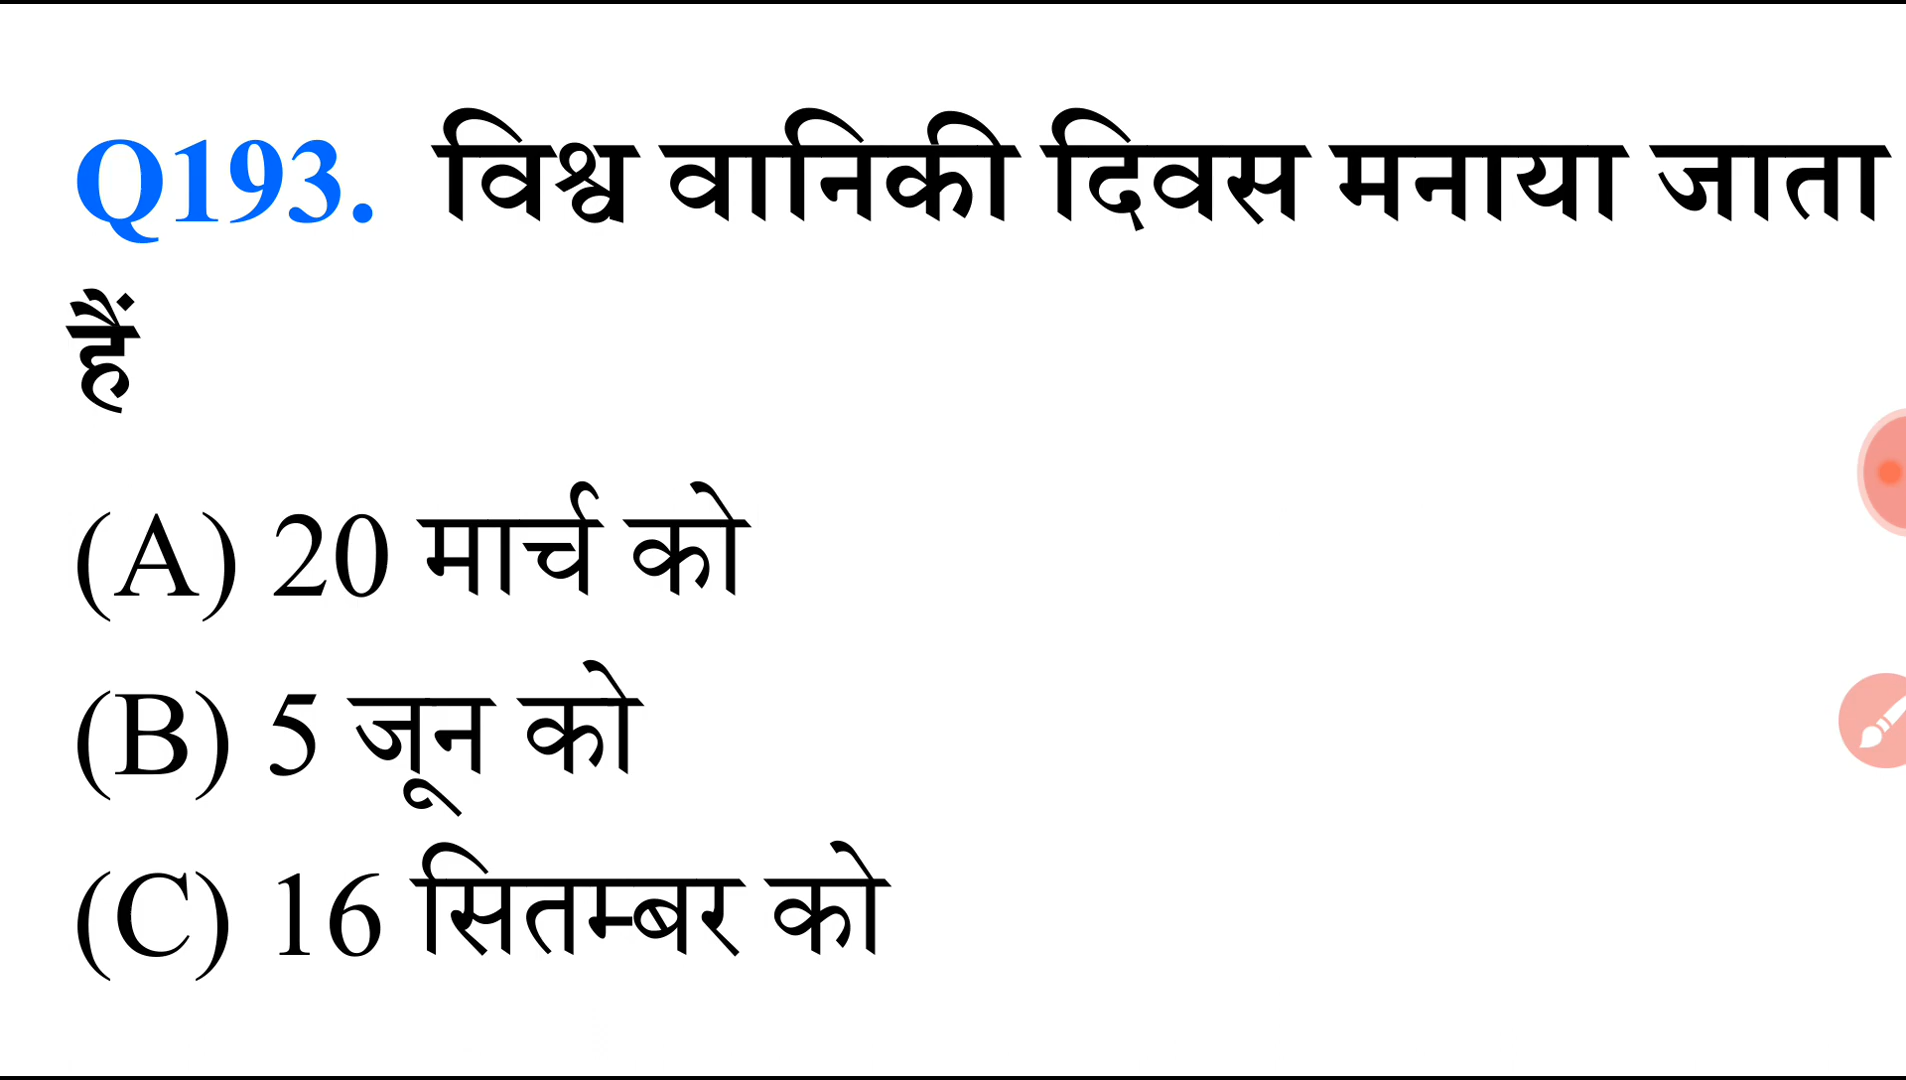 Q193. विश्व वानिकी दिवस मनाया जाता
हैं
(A) 20 मार्च को
(B) 5 जून को
(C) 16 सितम्बर को